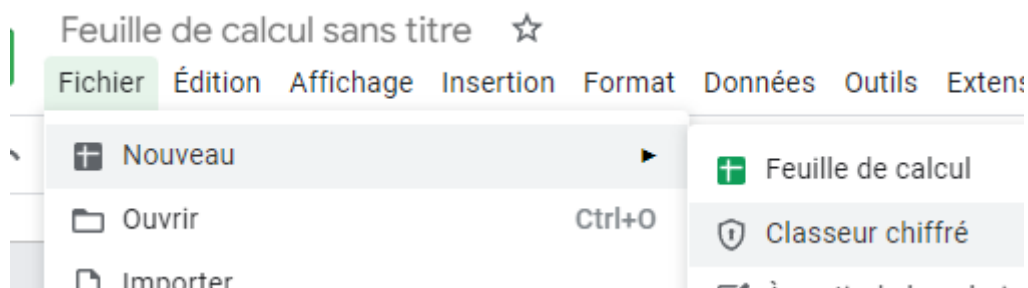 Feuille de calcul sans titre
Fichier Édition Affichage Insertion Format Données Outils Extens
Nouveau
Feuille de calcul
Ouvrir Ctrl+O
Classeur chiffré
Importer